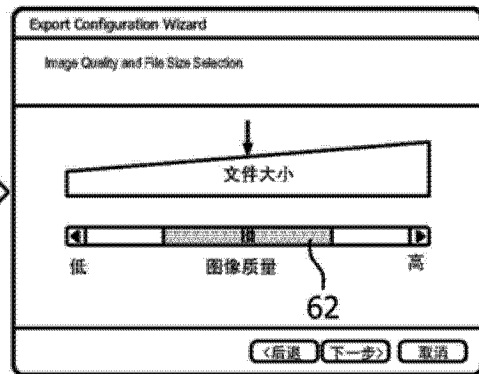 Export Configuration Wizard
Image Quality and File Size Selection
文件大小
低 图像质量 高
62
<后退 下一步> 取消